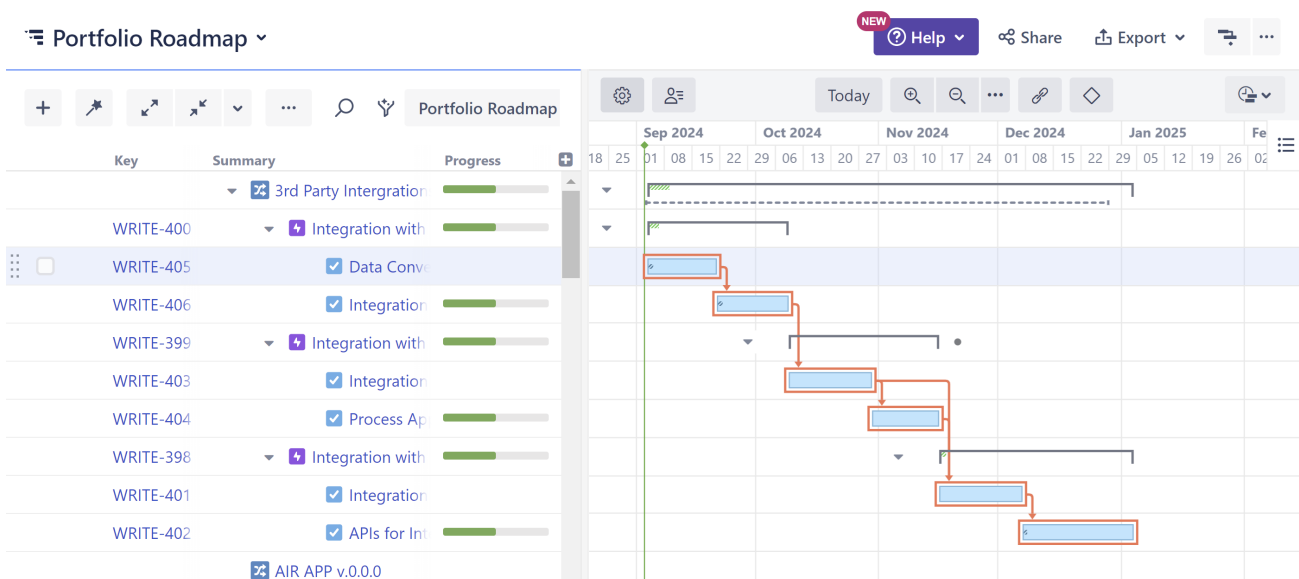 Portfolio Roadmap
NEW
Help
Share
Export
Portfolio Roadmap
Today
Key Summary Progress
Sep 2024 Oct 2024 Nov 2024 Dec 2024 Jan 2025 Fe
18 25 01 08 15 22 29 06 13 20 27 03 10 17 24 01 08 15 22 29 05 12 19 26 02
3rd Party Intergration
WRITE-400 Integration with
WRITE-405 Data Conve
WRITE-406 Integration
WRITE-399 Integration with
WRITE-403 Integration
WRITE-404 Process Ap
WRITE-398 Integration with
WRITE-401 Integration
WRITE-402 APIs for Int
AIR APP v.0.0.0